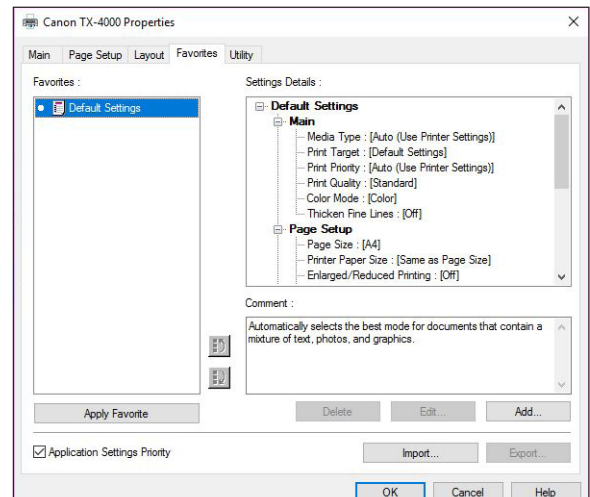 Canon TX-4000 Properties
Main Page Setup Layout Favorites Utility
Favorites :
Default Settings
Settings Details :
Default Settings
Main
Media Type : [Auto (Use Printer Settings)]
Print Target : [Default Settings]
Print Priority : [Auto (Use Printer Settings)]
Print Quality : [Standard]
Color Mode : [Color]
Thicken Fine Lines : [Off]
Page Setup
Page Size : [A4]
Printer Paper Size : [Same as Page Size]
Enlarged/Reduced Printing : [Off]
Comment :
Automatically selects the best mode for documents that contain a
mixture of text, photos, and graphics.
Apply Favorite
Delete Edit... Add...
Application Settings Priority
Import... Export...
OK Cancel Help